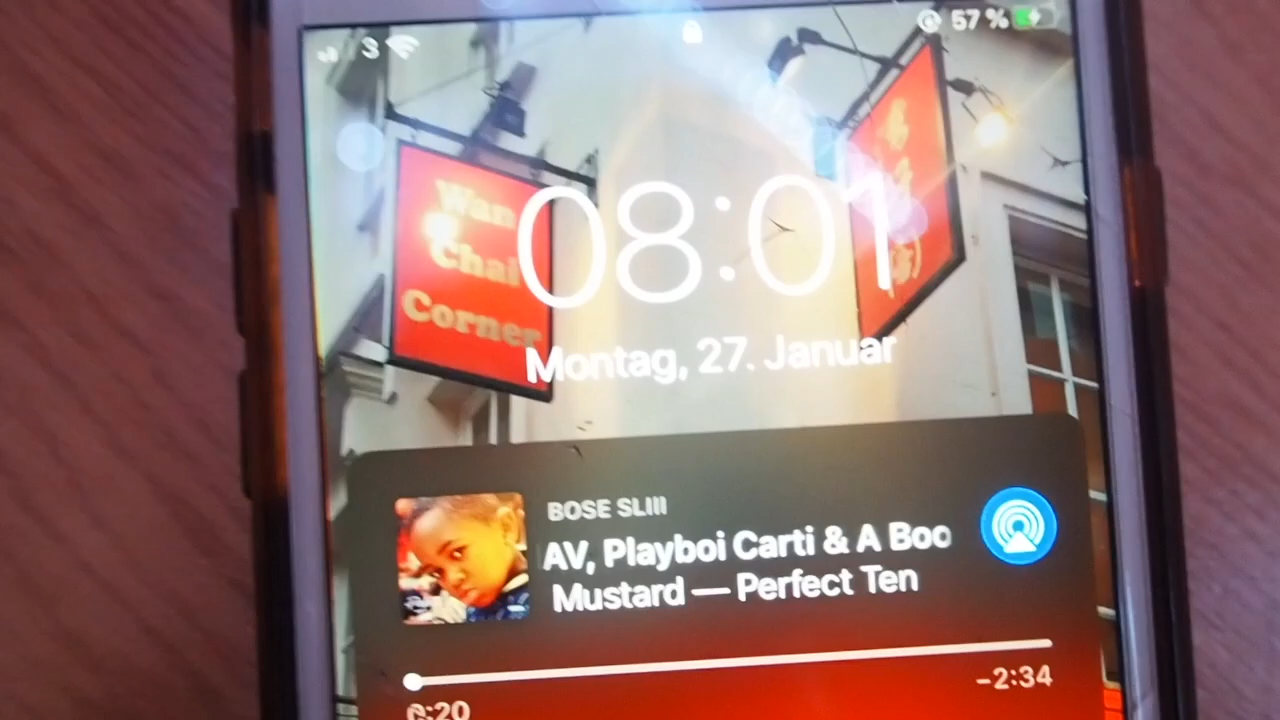 3
57 %
Wan
Chai
Corner
08:01
Montag, 27. Januar
BOSE SLIII
AV, Playboi Carti & A Boo
Mustard — Perfect Ten
-2:34
0:20